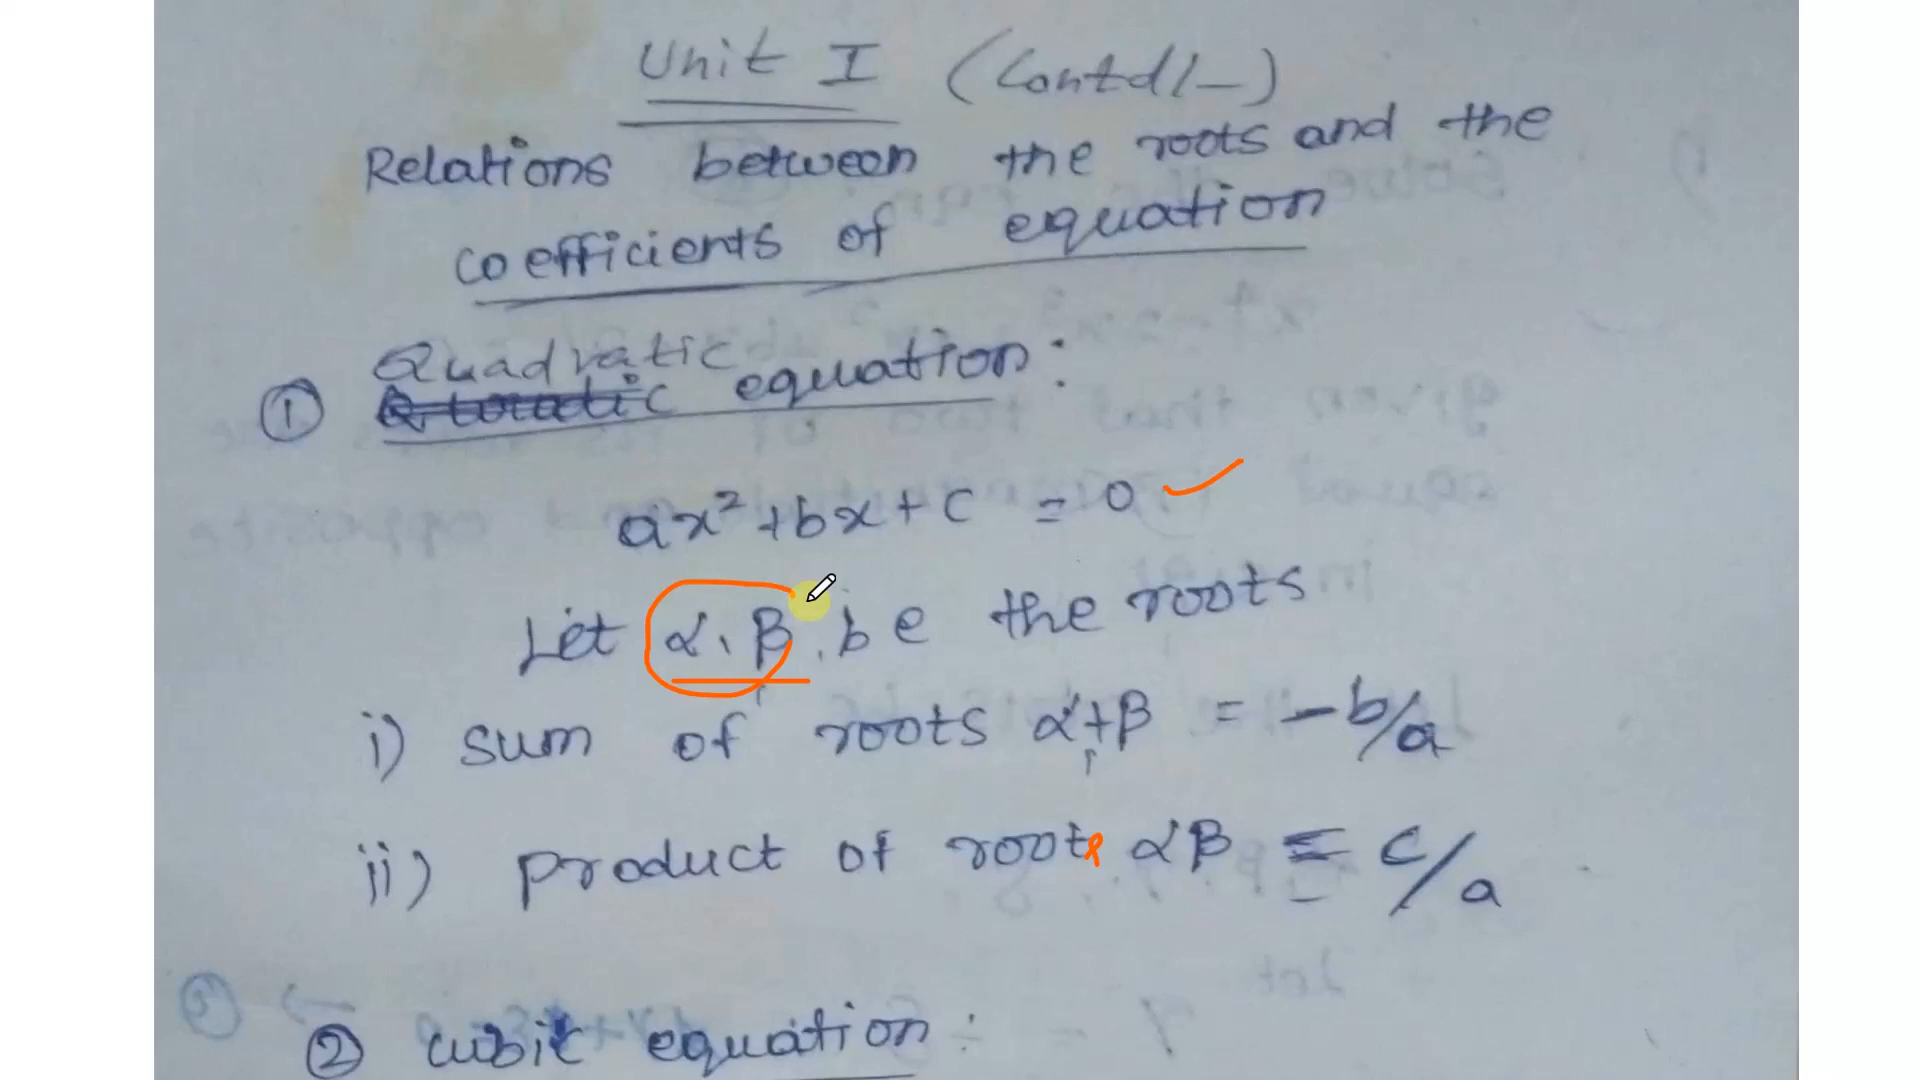 Unit I (Contd/-)
Relations between the roots and the
coefficients of equation
① Quadratic equation:
ax² + bx + c = 0
Let α, β, be the roots
i) sum of roots α+β = -b/a
ii) product of roots αβ = c/a
② cubic equation :-